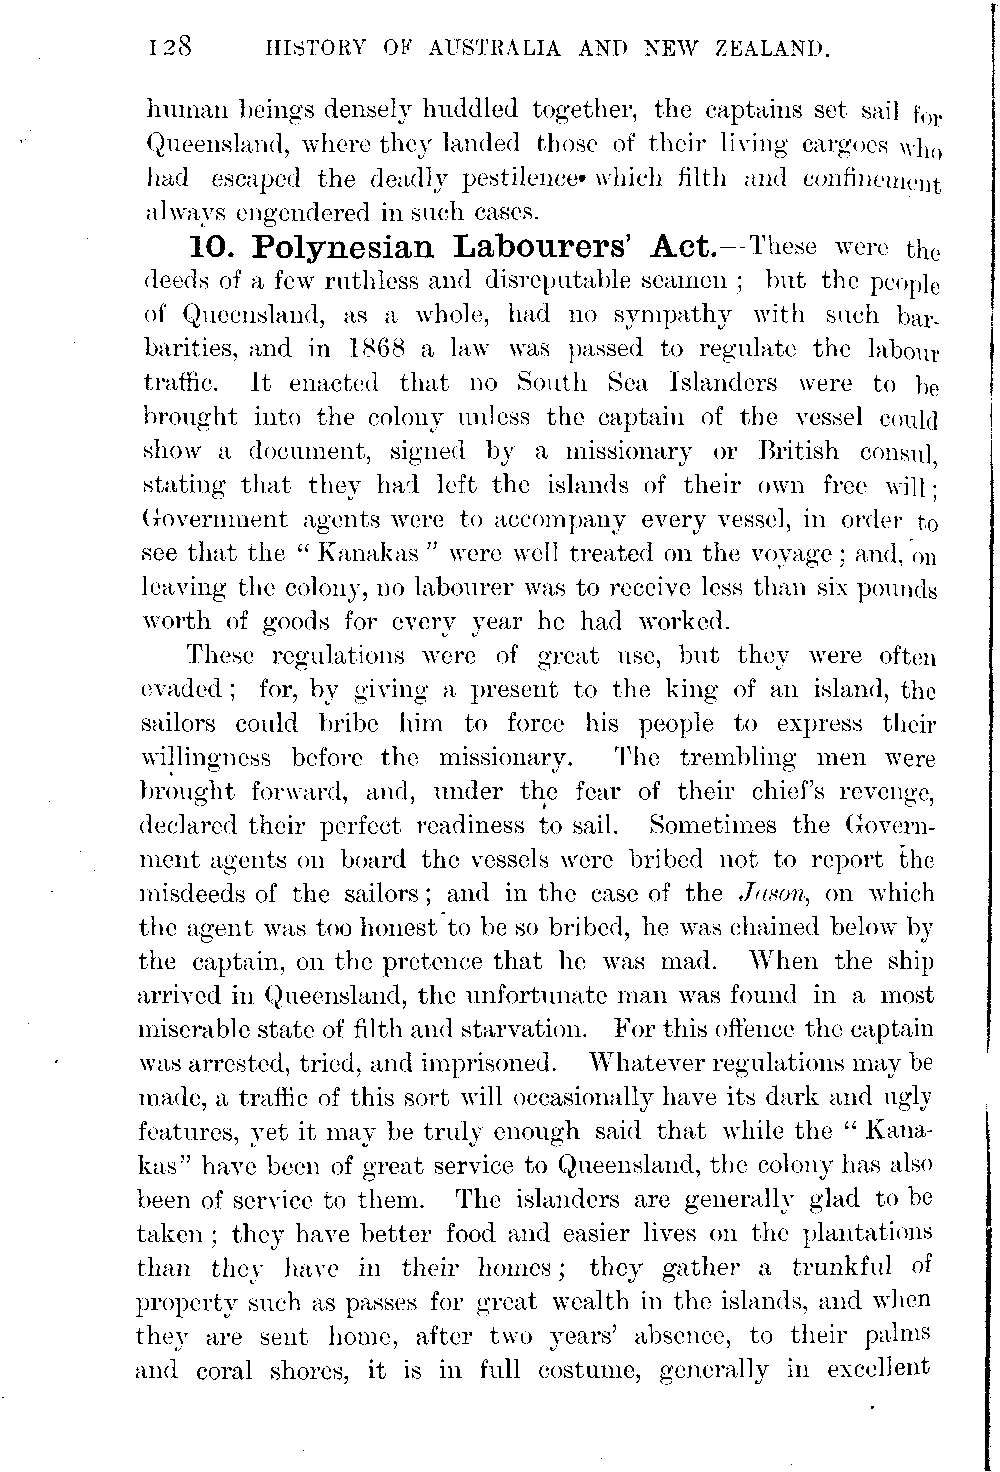 128 HISTORY OF AUSTRALIA AND NEW ZEALAND.
human beings densely huddled together, the captains set sail for
Queensland, where they landed those of their living cargoes who
had escaped the deadly pestilence which filth and confinement
always engendered in such cases.
10. Polynesian Labourers' Act.—These were the
deeds of a few ruthless and disreputable seamen ; but the people
of Queensland, as a whole, had no sympathy with such bar-
barities, and in 1868 a law was passed to regulate the labour
traffic. It enacted that no South Sea Islanders were to be
brought into the colony unless the captain of the vessel could
show a document, signed by a missionary or British consul,
stating that they had left the islands of their own free will ;
Government agents were to accompany every vessel, in order to
see that the " Kanakas " were well treated on the voyage ; and, on
leaving the colony, no labourer was to receive less than six pounds
worth of goods for every year he had worked.
These regulations were of great use, but they were often
evaded ; for, by giving a present to the king of an island, the
sailors could bribe him to force his people to express their
willingness before the missionary. The trembling men were
brought forward, and, under the fear of their chief's revenge,
declared their perfect readiness to sail. Sometimes the Govern-
ment agents on board the vessels were bribed not to report the
misdeeds of the sailors ; and in the case of the Jason, on which
the agent was too honest to be so bribed, he was chained below by
the captain, on the pretence that he was mad. When the ship
arrived in Queensland, the unfortunate man was found in a most
miserable state of filth and starvation. For this offence the captain
was arrested, tried, and imprisoned. Whatever regulations may be
made, a traffic of this sort will occasionally have its dark and ugly
features, yet it may be truly enough said that while the " Kana-
kas" have been of great service to Queensland, the colony has also
been of service to them. The islanders are generally glad to be
taken ; they have better food and easier lives on the plantations
than they have in their homes ; they gather a trunkful of
property such as passes for great wealth in the islands, and when
they are sent home, after two years' absence, to their palms
and coral shores, it is in full costume, generally in excellent